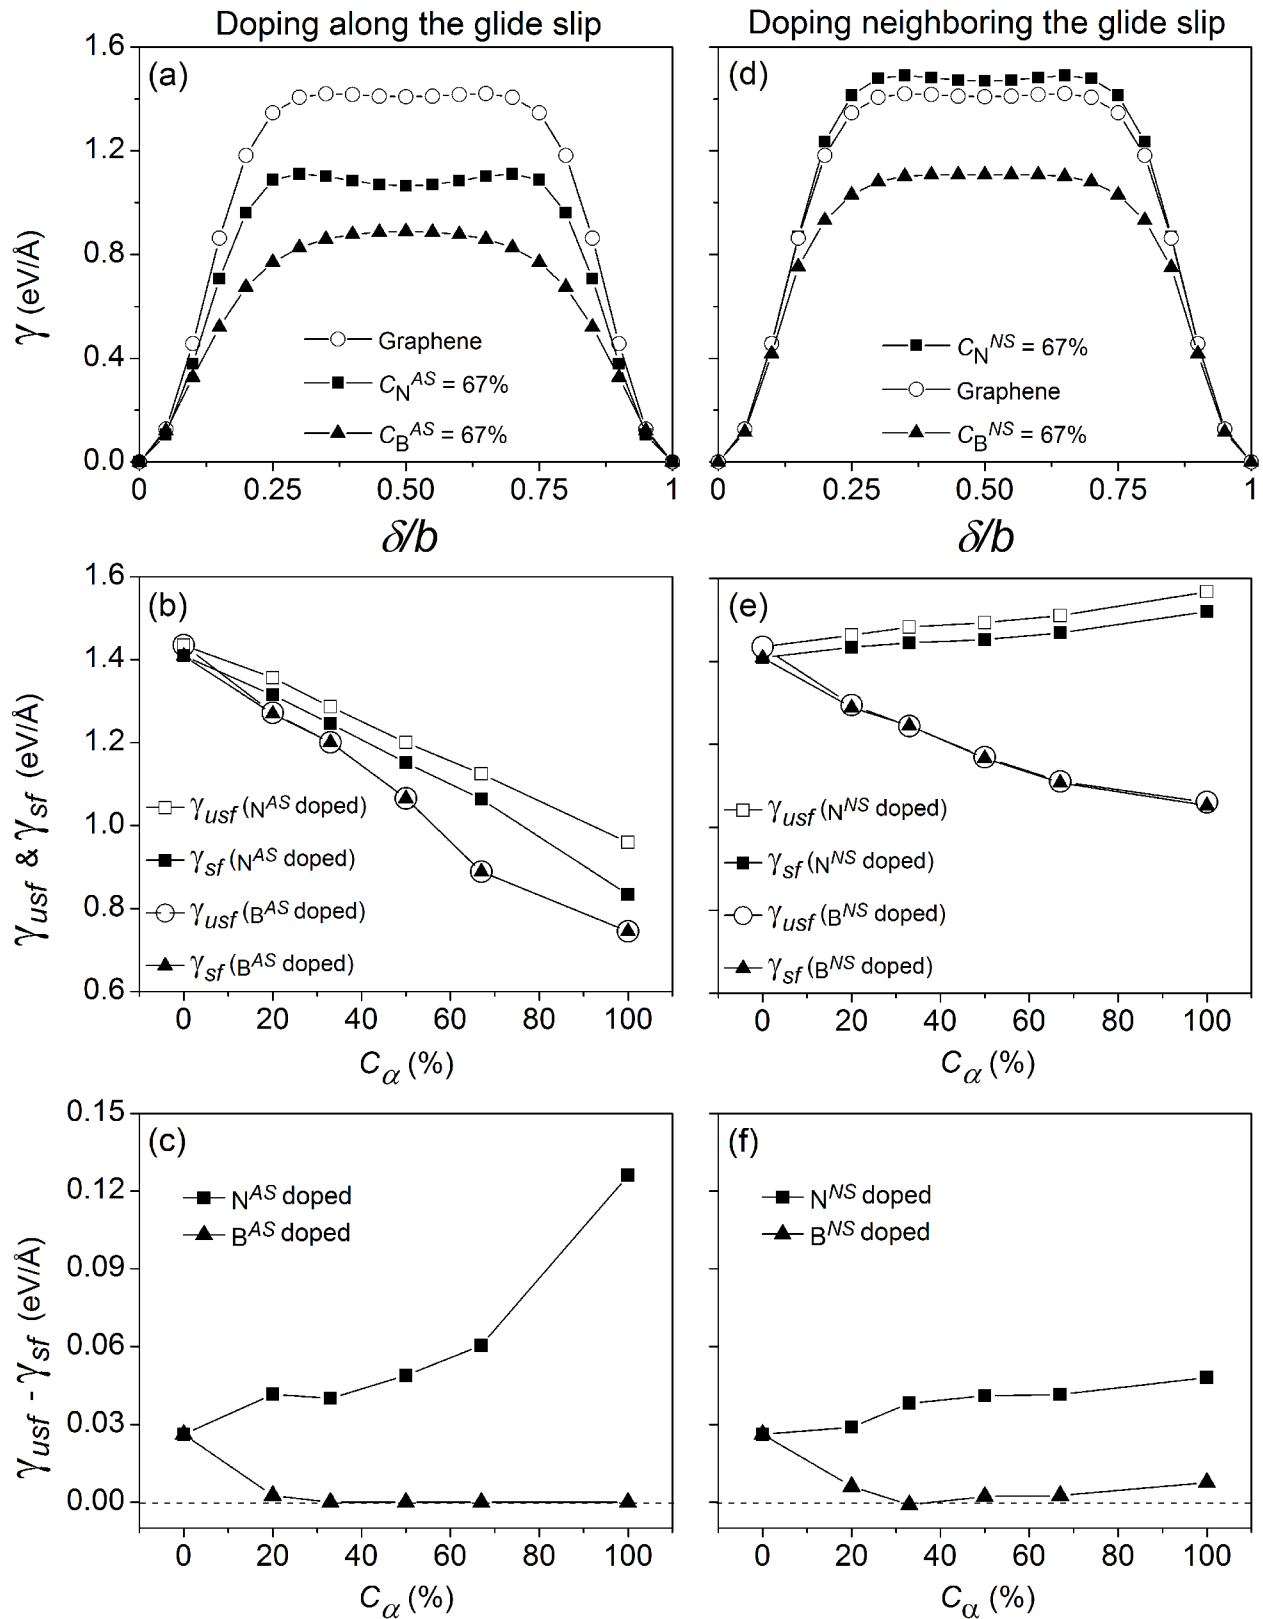 Doping along the glide slip
Doping neighboring the glide slip
(a)
1.6
1.2
0.8
0.4
0.0
γ (eV/Å)
Graphene
C_N^AS = 67%
C_B^AS = 67%
0 0.25 0.50 0.75 1
δ/b
(d)
C_N^NS = 67%
Graphene
C_B^NS = 67%
0 0.25 0.50 0.75 1
δ/b
(b)
1.6
1.4
1.2
1.0
0.8
0.6
γ_usf & γ_sf (eV/Å)
γ_usf (N^AS doped)
γ_sf (N^AS doped)
γ_usf (B^AS doped)
γ_sf (B^AS doped)
0 20 40 60 80 100
C_α (%)
(e)
γ_usf (N^NS doped)
γ_sf (N^NS doped)
γ_usf (B^NS doped)
γ_sf (B^NS doped)
0 20 40 60 80 100
C_α (%)
(c)
0.15
0.12
0.09
0.06
0.03
0.00
γ_usf - γ_sf (eV/Å)
N^AS doped
B^AS doped
0 20 40 60 80 100
C_α (%)
(f)
N^NS doped
B^NS doped
0 20 40 60 80 100
C_α (%)